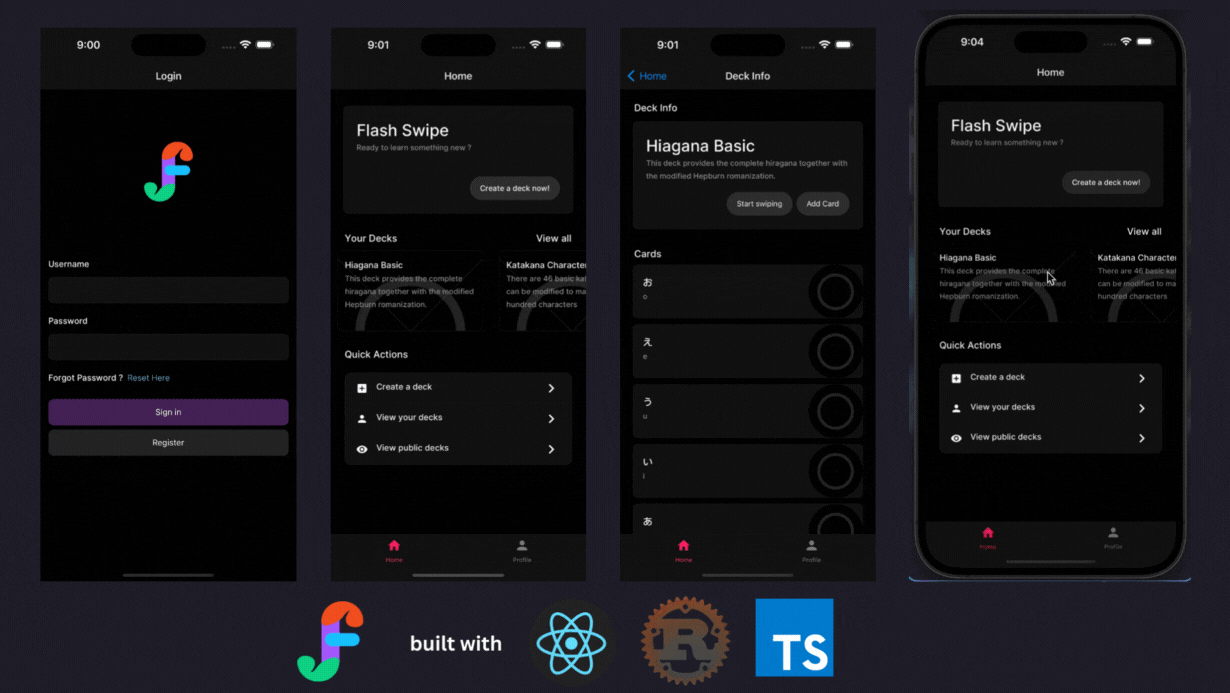 9:00
Login
Username
Password
Forgot Password ? Reset Here
Sign in
Register
9:01
Home
Flash Swipe
Ready to learn something new ?
Create a deck now!
Your Decks
View all
Hiagana Basic
This deck provides the complete
hiragana together with the modified
Hepburn romanization.
Katakana Character
There are 46 basic kat
can be modified to ma
hundred characters
Quick Actions
Create a deck
View your decks
View public decks
Home
Profile
9:01
Home
Deck Info
Deck Info
Hiagana Basic
This deck provides the complete hiragana together with
the modified Hepburn romanization.
Start swiping
Add Card
Cards
お
o
え
e
う
u
い
i
あ
Home
Profile
9:04
Home
Flash Swipe
Ready to learn something new ?
Create a deck now!
Your Decks
View all
Hiagana Basic
This deck provides the complete
hiragana together with the modified
Hepburn romanization.
Katakana Character
There are 46 basic kat
can be modified to ma
hundred characters
Quick Actions
Create a deck
View your decks
View public decks
Home
Profile
built with
R
TS